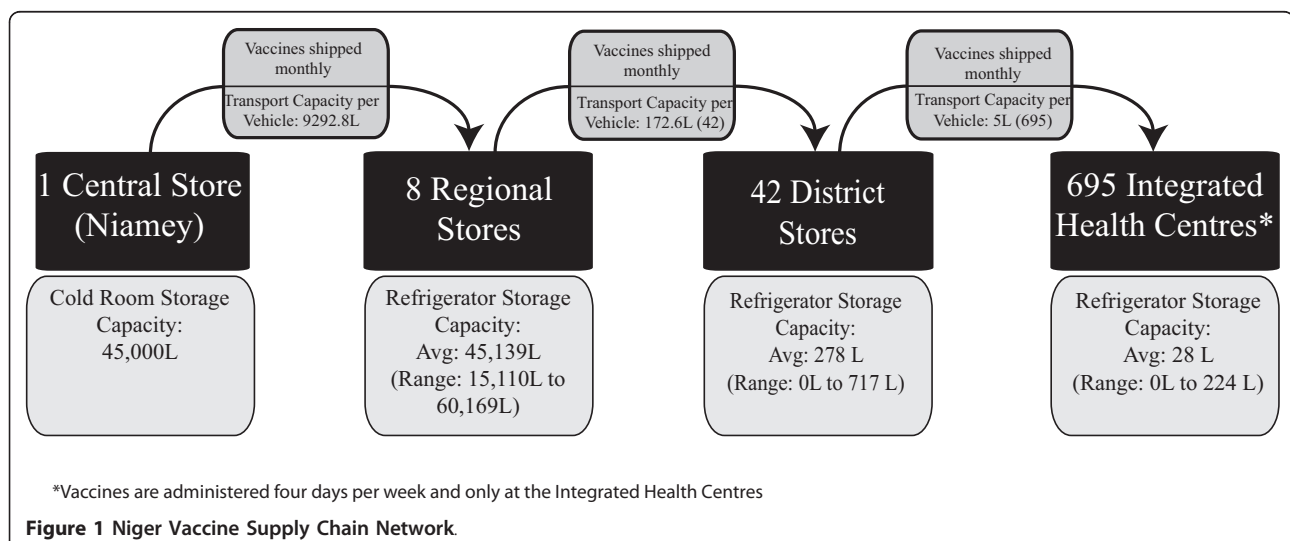 Vaccines shipped
monthly
Transport Capacity per
Vehicle: 9292.8L
Vaccines shipped
monthly
Transport Capacity per
Vehicle: 172.6L (42)
Vaccines shipped
monthly
Transport Capacity per
Vehicle: 5L (695)
1 Central Store
(Niamey)
8 Regional
Stores
42 District
Stores
695 Integrated
Health Centres*
Cold Room Storage
Capacity:
45,000L
Refrigerator Storage
Capacity:
Avg: 45,139L
(Range: 15,110L to
60,169L)
Refrigerator Storage
Capacity:
Avg: 278 L
(Range: 0L to 717 L)
Refrigerator Storage
Capacity:
Avg: 28 L
(Range: 0L to 224 L)
*Vaccines are administered four days per week and only at the Integrated Health Centres
Figure 1 Niger Vaccine Supply Chain Network.